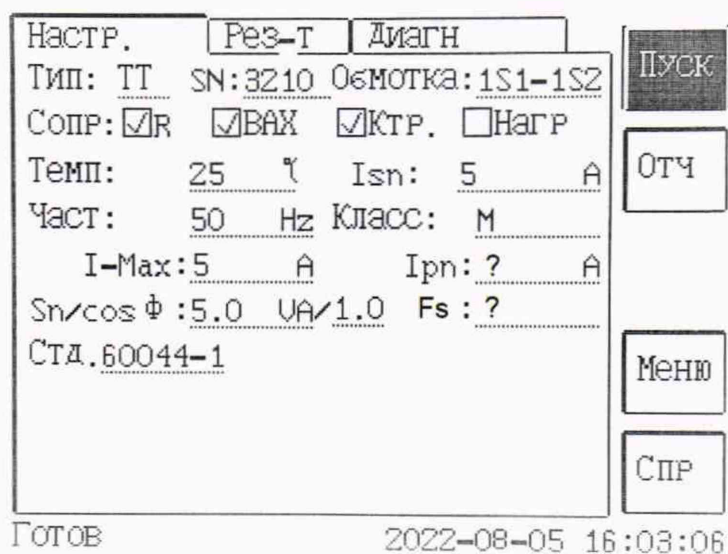 Настр. Рез-т Диагн
Пуск
Тип: ТТ SN:3210 Обмотка:1S1-1S2
Сопр: R ВАХ Ктр. Нагр
Отч
Темп: 25 ℃ Isn: 5 A
Част: 50 Hz Класс: M
I-Max:5 A Ipn: ? A
Sn/cos ф :5.0 VA/1.0 Fs : ?
Стд.60044-1
Меню
Спр
Готов 2022-08-05 16:03:06